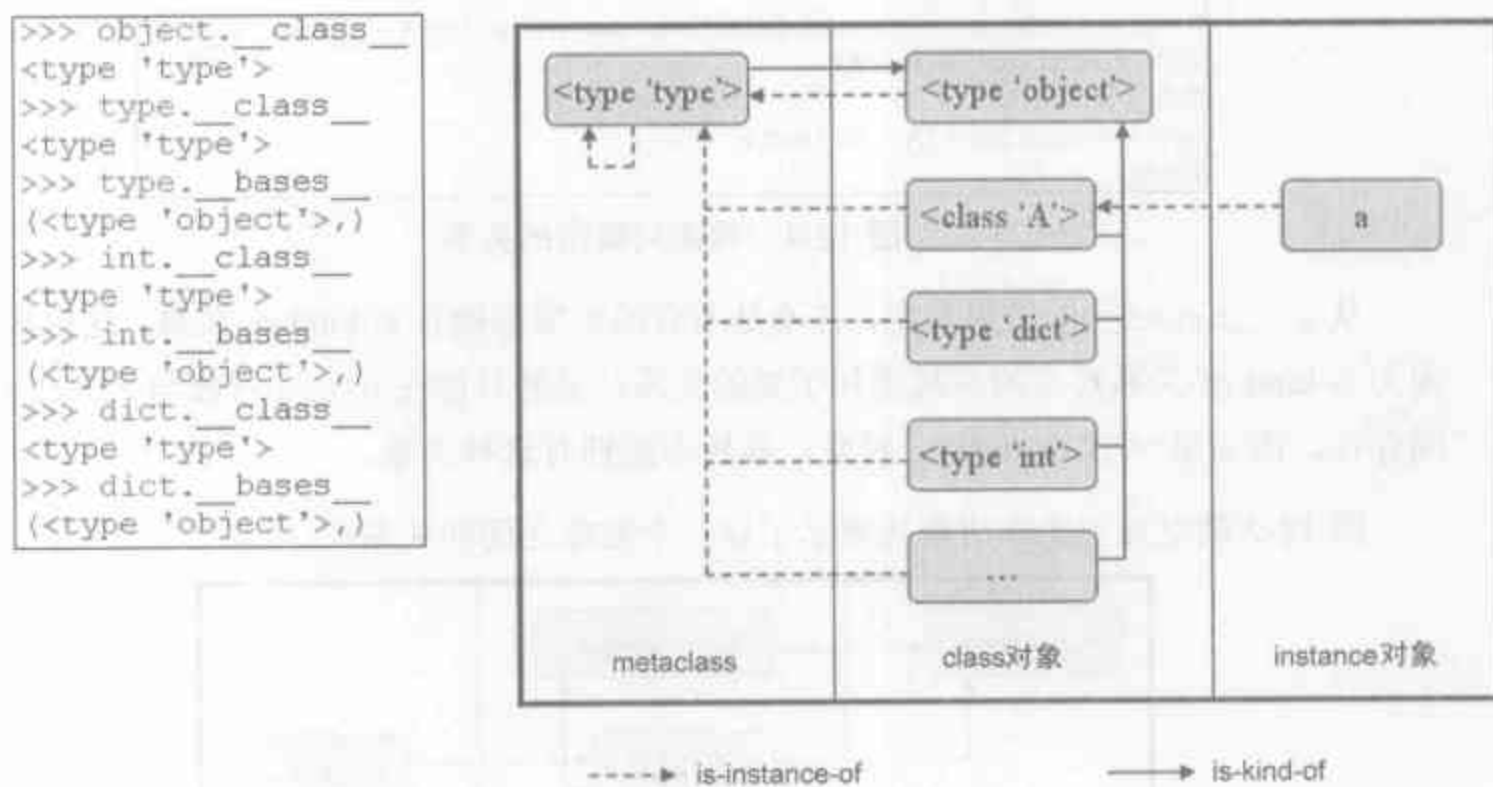 >>> object.__class__
<type 'type'>
>>> type.__class__
<type 'type'>
>>> type.__bases__
(<type 'object'>,)
>>> int.__class__
<type 'type'>
>>> int.__bases__
(<type 'object'>,)
>>> dict.__class__
<type 'type'>
>>> dict.__bases__
(<type 'object'>,)
<type ‘type’>
<type ‘object’>
<class ‘A’>
a
<type ‘dict’>
<type ‘int’>
...
metaclass
class对象
instance对象
is-instance-of
is-kind-of